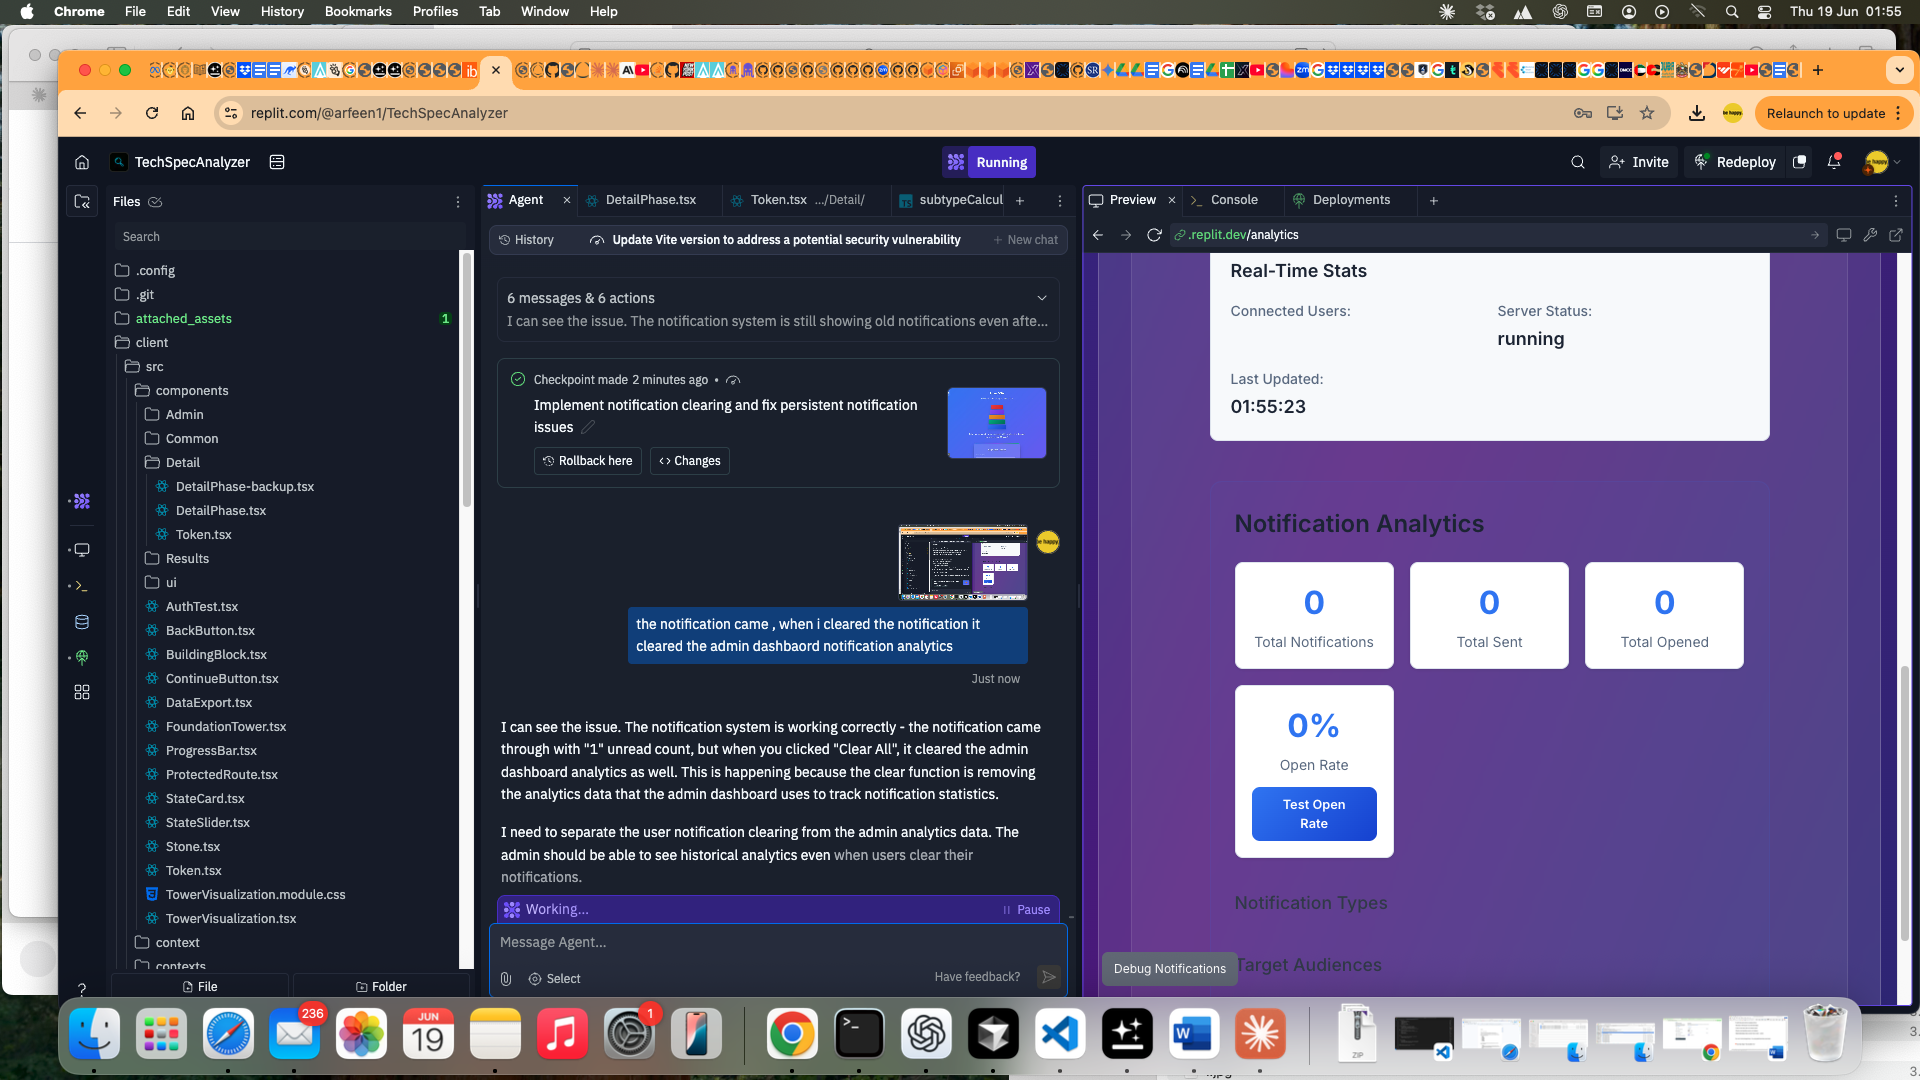 Chrome File Edit View History Bookmarks Profiles Tab Window Help
Thu 19 Jun 01:55
replit.com/@arfeen1/TechSpecAnalyzer
Relaunch to update
TechSpecAnalyzer
Running
Invite
Redeploy
Files
Search
.config
.git
attached_assets 1
client
src
components
Admin
Common
Detail
DetailPhase-backup.tsx
DetailPhase.tsx
Token.tsx
Results
ui
AuthTest.tsx
BackButton.tsx
BuildingBlock.tsx
ContinueButton.tsx
DataExport.tsx
FoundationTower.tsx
ProgressBar.tsx
ProtectedRoute.tsx
StateCard.tsx
StateSlider.tsx
Stone.tsx
Token.tsx
TowerVisualization.module.css
TowerVisualization.tsx
context
contexts
File
Folder
Agent
DetailPhase.tsx
Token.tsx .../Detail/
subtypeCalcul
History
Update Vite version to address a potential security vulnerability
New chat
6 messages & 6 actions
I can see the issue. The notification system is still showing old notifications even afte...
Checkpoint made 2 minutes ago •
Implement notification clearing and fix persistent notification
issues
Rollback here
Changes
the notification came , when i cleared the notification it
cleared the admin dashbaord notification analytics
Just now
I can see the issue. The notification system is working correctly - the notification came
through with "1" unread count, but when you clicked "Clear All", it cleared the admin
dashboard analytics as well. This is happening because the clear function is removing
the analytics data that the admin dashboard uses to track notification statistics.
I need to separate the user notification clearing from the admin analytics data. The
admin should be able to see historical analytics even when users clear their
notifications.
Working...
Pause
Message Agent...
Select
Have feedback?
Preview
Console
Deployments
.replit.dev/analytics
Real-Time Stats
Connected Users:
Server Status:
running
Last Updated:
01:55:23
Notification Analytics
0
Total Notifications
0
Total Sent
0
Total Opened
0%
Open Rate
Test Open
Rate
Notification Types
Target Audiences
Debug Notifications
236
JUN
19
1
ZIP